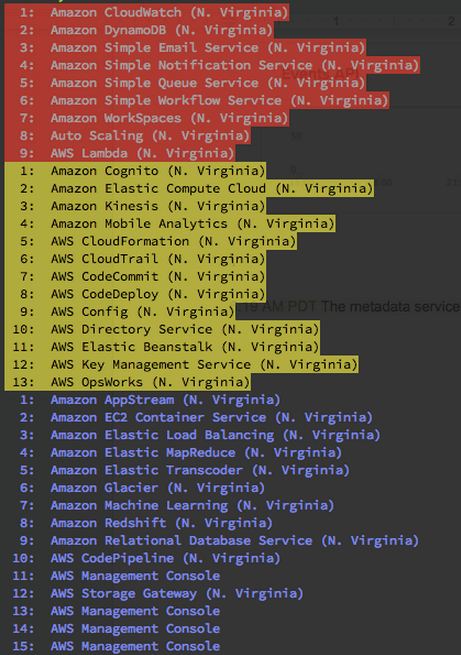 1: Amazon CloudWatch (N. Virginia)
2: Amazon DynamoDB (N. Virginia)
3: Amazon Simple Email Service (N. Virginia)
4: Amazon Simple Notification Service (N. Virginia)
5: Amazon Simple Queue Service (N. Virginia)
6: Amazon Simple Workflow Service (N. Virginia)
7: Amazon WorkSpaces (N. Virginia)
8: Auto Scaling (N. Virginia)
9: AWS Lambda (N. Virginia)
1: Amazon Cognito (N. Virginia)
2: Amazon Elastic Compute Cloud (N. Virginia)
3: Amazon Kinesis (N. Virginia)
4: Amazon Mobile Analytics (N. Virginia)
5: AWS CloudFormation (N. Virginia)
6: AWS CloudTrail (N. Virginia)
7: AWS CodeCommit (N. Virginia)
8: AWS CodeDeploy (N. Virginia)
9: AWS Config (N. Virginia)
AM PDT The metadata service
10: AWS Directory Service (N. Virginia)
11: AWS Elastic Beanstalk (N. Virginia)
12: AWS Key Management Service (N. Virginia)
13: AWS OpsWorks (N. Virginia)
1: Amazon AppStream (N. Virginia)
2: Amazon EC2 Container Service (N. Virginia)
3: Amazon Elastic Load Balancing (N. Virginia)
4: Amazon Elastic MapReduce (N. Virginia)
5: Amazon Elastic Transcoder (N. Virginia)
6: Amazon Glacier (N. Virginia)
7: Amazon Machine Learning (N. Virginia)
8: Amazon Redshift (N. Virginia)
9: Amazon Relational Database Service (N. Virginia)
10: AWS CodePipeline (N. Virginia)
11: AWS Management Console
12: AWS Storage Gateway (N. Virginia)
13: AWS Management Console
14: AWS Management Console
15: AWS Management Console